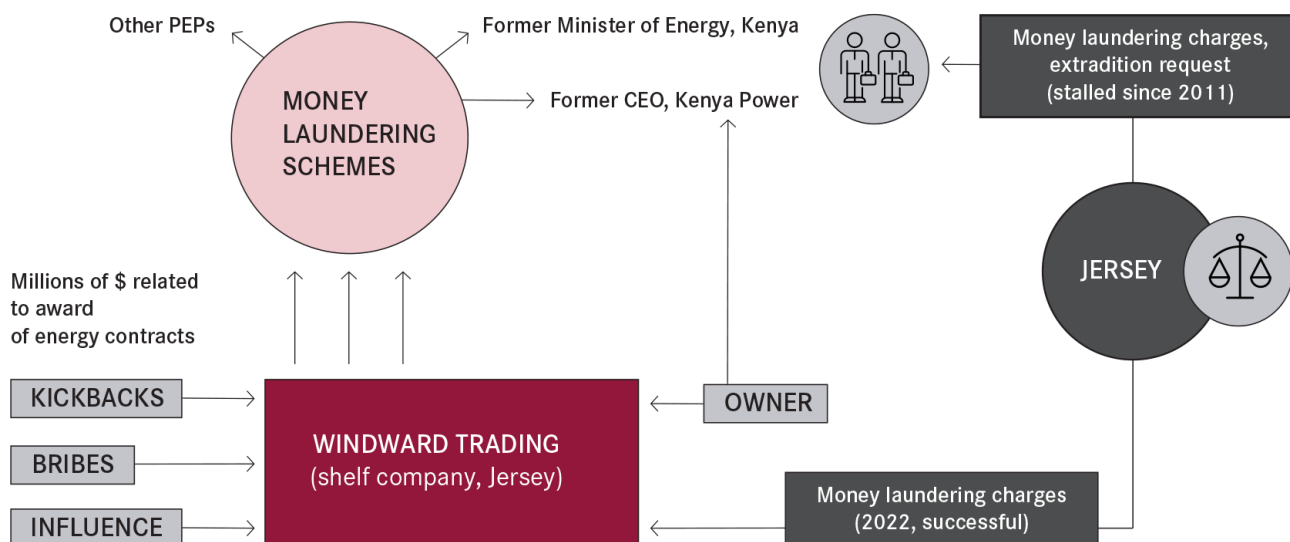 Other PEPs
Former Minister of Energy, Kenya
Money laundering charges,
extradition request
(stalled since 2011)
MONEY
LAUNDERING
SCHEMES
Former CEO, Kenya Power
JERSEY
Millions of $ related
to award
of energy contracts
KICKBACKS
BRIBES
INFLUENCE
WINDWARD TRADING
(shelf company, Jersey)
OWNER
Money laundering charges
(2022, successful)